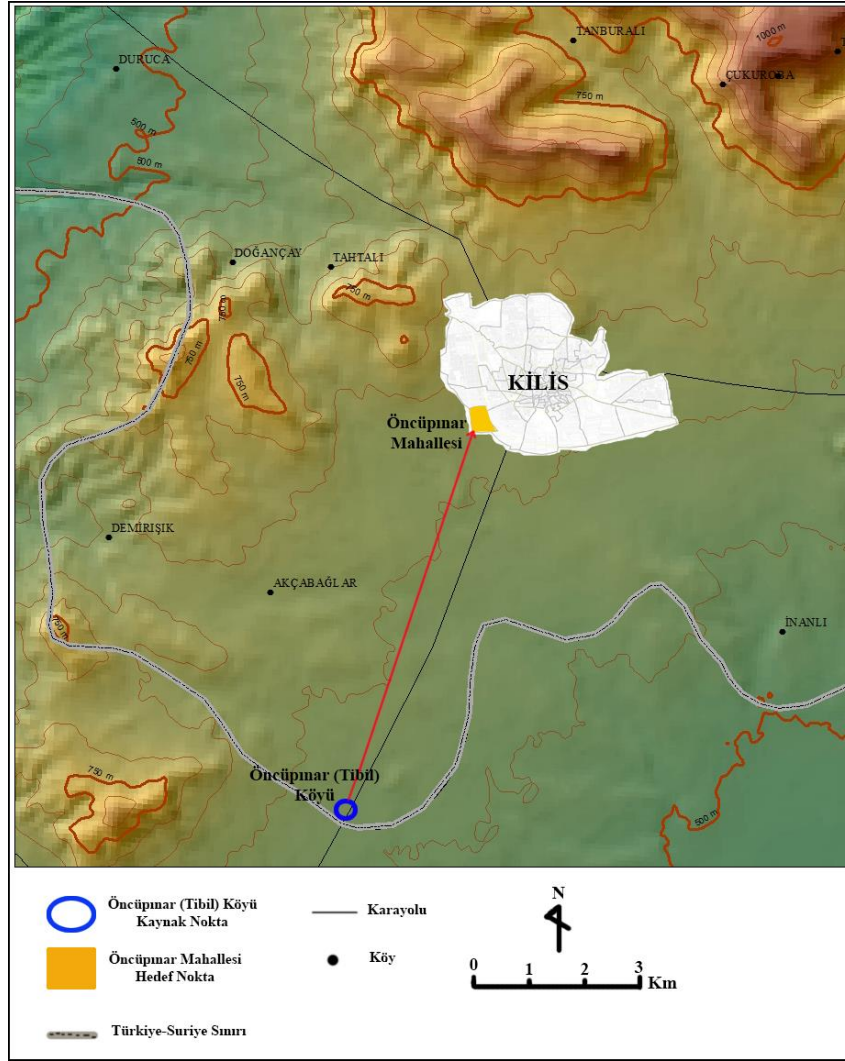 TANBURALI
1000 m
DURUCA
ÇUKUROBA
750 m
500 m
500 m
DOĞANÇAY
TAHTALI
750 m
750 m
750 m
750 m
KİLİS
Öncüpınar
Mahallesi
DEMİRIŞIK
AKÇABAĞLAR
750 m
İNANLI
750 m
Öncüpınar (Tibil)
Köyü
500 m
Öncüpınar (Tibil) Köyü
Kaynak Nokta
Karayolu
N
Öncüpınar Mahallesi
Hedef Nokta
Köy
0 1 2 3
Km
Türkiye-Suriye Sınırı